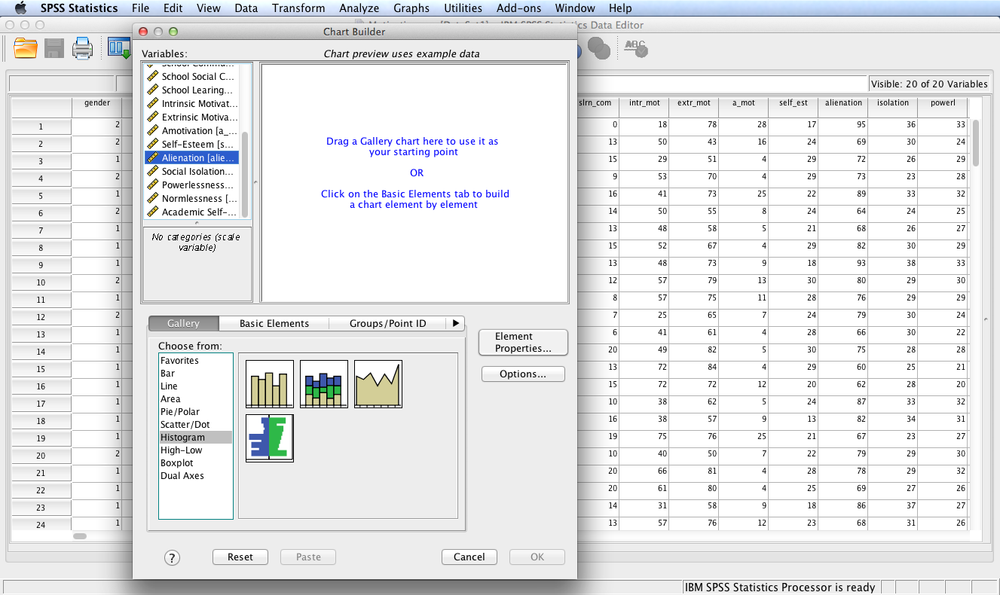 SPSS Statistics File Edit View Data Transform Analyze Graphs Utilities Add-ons Window Help
IBM SPSS Statistics Data Editor
Chart Builder
Variables: Chart preview uses example data
School Social C...
School Learing...
Intrinsic Motivat...
Extrinsic Motiva...
Amotivation [a_...
Self-Esteem [s...
Alienation [alie...
Social Isolation...
Powerlessness...
Normlessness [...
Academic Self-...
No categories (scale
variable)
Drag a Gallery chart here to use it as
your starting point
OR
Click on the Basic Elements tab to build
a chart element by element
Gallery Basic Elements Groups/Point ID
Choose from:
Favorites
Bar
Line
Area
Pie/Polar
Scatter/Dot
Histogram
High-Low
Boxplot
Dual Axes
Element
Properties...
Options...
? Reset Paste Cancel OK
ABC
Visible: 20 of 20 Variables
gender slrn_com intr_mot extr_mot a_mot self_est alienation isolation powerl
1 2 0 18 78 28 17 95 36 33
2 2 13 50 43 16 24 69 30 24
3 1 15 29 51 4 29 72 26 29
4 2 9 53 70 4 29 73 23 28
5 1 16 41 73 25 22 89 33 32
6 2 14 50 55 8 24 64 24 25
7 1 13 48 58 5 21 68 26 27
8 1 15 52 67 4 29 82 30 29
9 1 13 48 73 9 18 93 38 33
10 2 12 57 79 13 30 80 29 30
11 1 8 57 75 11 28 76 29 29
12 2 7 25 65 7 24 79 30 24
13 1 6 41 61 4 28 66 30 22
14 1 20 49 82 5 30 75 28 28
15 1 13 72 84 4 29 60 25 21
16 1 15 72 72 12 20 62 28 20
17 1 10 38 62 5 24 87 33 32
18 1 16 38 57 9 13 82 34 31
19 1 19 75 76 25 21 67 23 27
20 2 10 40 50 7 22 79 29 30
21 1 20 66 81 4 28 78 29 32
22 1 20 61 80 4 25 69 27 26
23 1 14 31 58 9 18 86 37 27
24 1 13 57 76 12 23 68 31 26
IBM SPSS Statistics Processor is ready